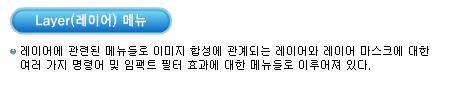 Layer(레이어) 메뉴
레이어에 관련된 메뉴들로 이미지 합성에 관계되는 레이어와 레이어 마스크에 대한
여러 가지 명령어 및 임팩트 필터 효과에 대한 메뉴들로 이루어져 있다.